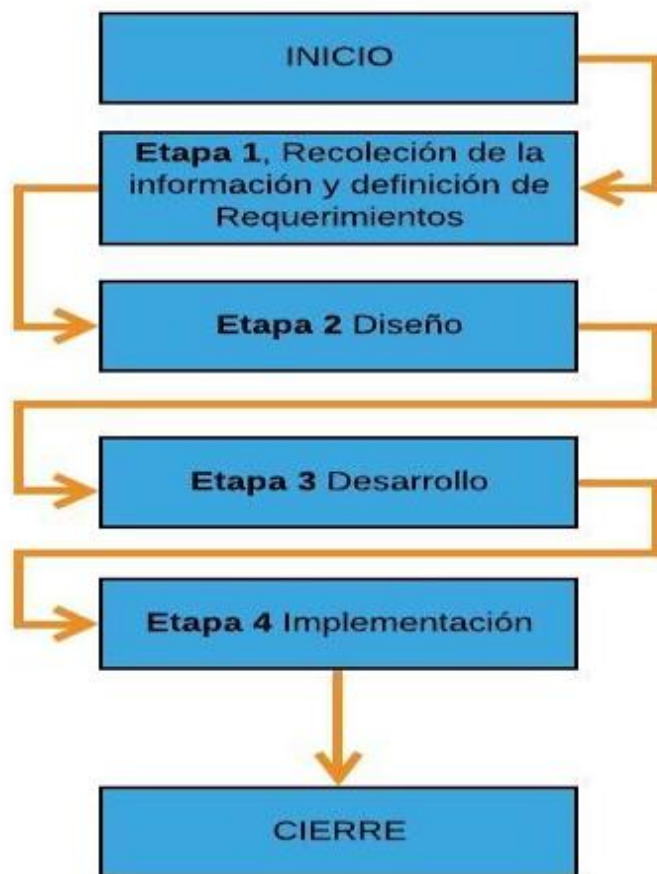 INICIO
Etapa 1, Recoleción de la
información y definición de
Requerimientos
Etapa 2 Diseño
Etapa 3 Desarrollo
Etapa 4 Implementación
CIERRE